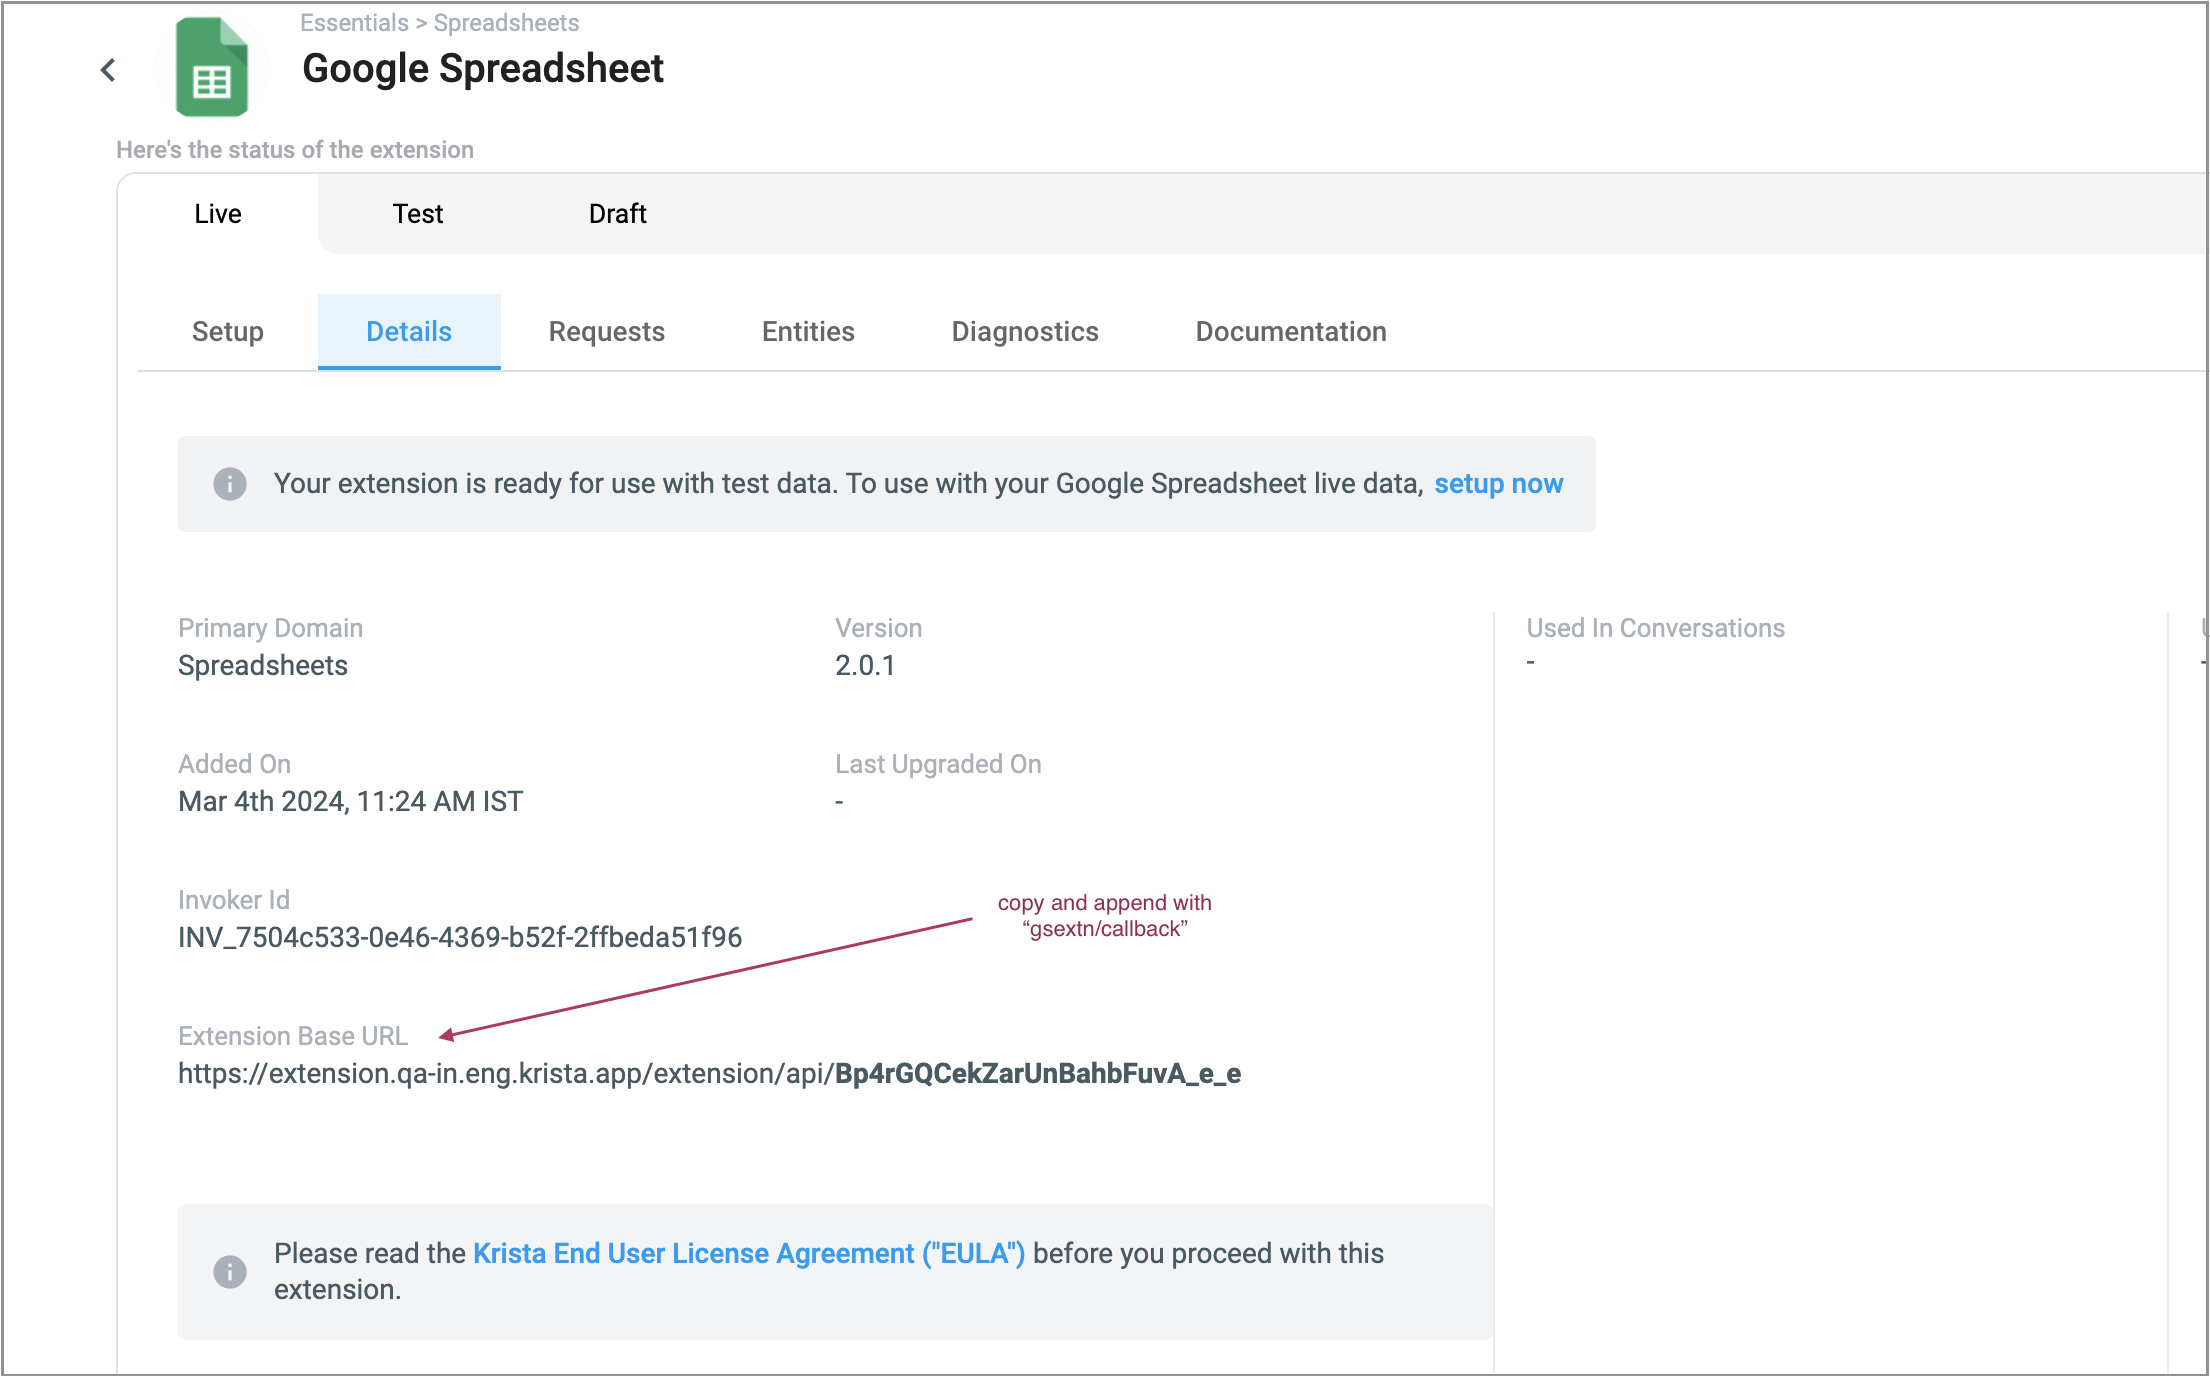 Essentials > Spreadsheets
Google Spreadsheet
Here's the status of the extension
Live
Test
Draft
Setup
Details
Requests
Entities
Diagnostics
Documentation
Your extension is ready for use with test data. To use with your Google Spreadsheet live data, setup now
Primary Domain
Spreadsheets
Version
2.0.1
Used In Conversations
-
Added On
Mar 4th 2024, 11:24 AM IST
Last Upgraded On
-
Invoker Id
INV_7504c533-0e46-4369-b52f-2ffbeda51f96
copy and append with
“gsextn/callback”
Extension Base URL
https://extension.qa-in.eng.krista.app/extension/api/Bp4rGQCekZarUnBahbFuvA_e_e
Please read the Krista End User License Agreement ("EULA") before you proceed with this
extension.